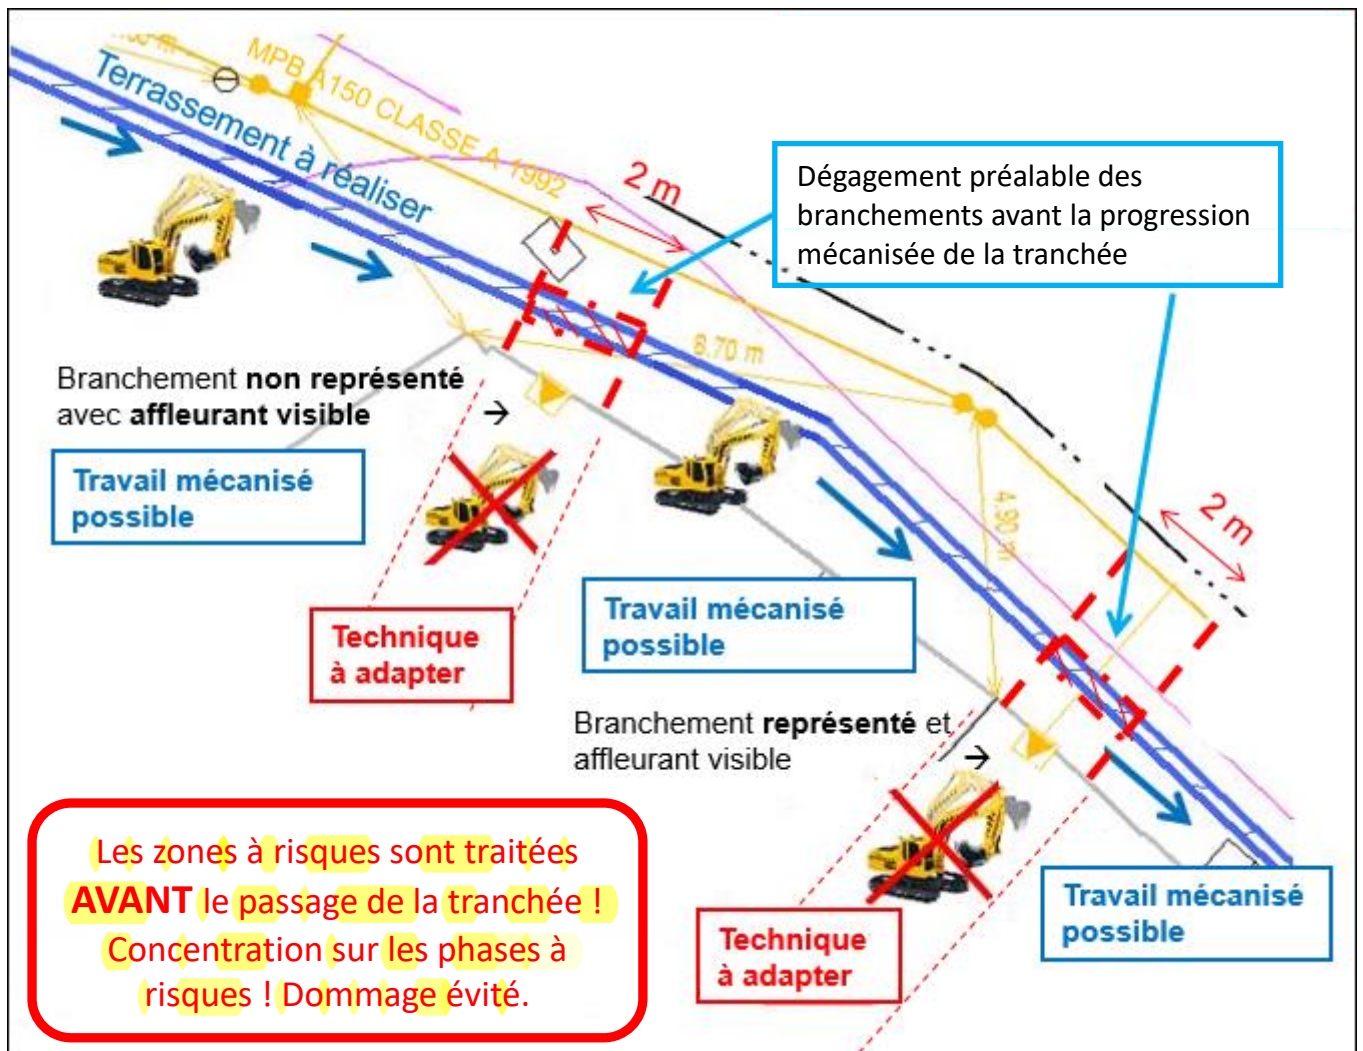 MPB A150 CLASSE A 1992
Terrassement à réaliser
2 m
Dégagement préalable des
branchements avant la progression
mécanisée de la tranchée
6.70 m
Branchement non représenté
avec affleurant visible
Travail mécanisé
possible
4.90 m
2 m
Technique
à adapter
Travail mécanisé
possible
Branchement représenté et
affleurant visible
Les zones à risques sont traitées
AVANT le passage de la tranchée !
Concentration sur les phases à
risques ! Dommage évité.
Technique
à adapter
Travail mécanisé
possible